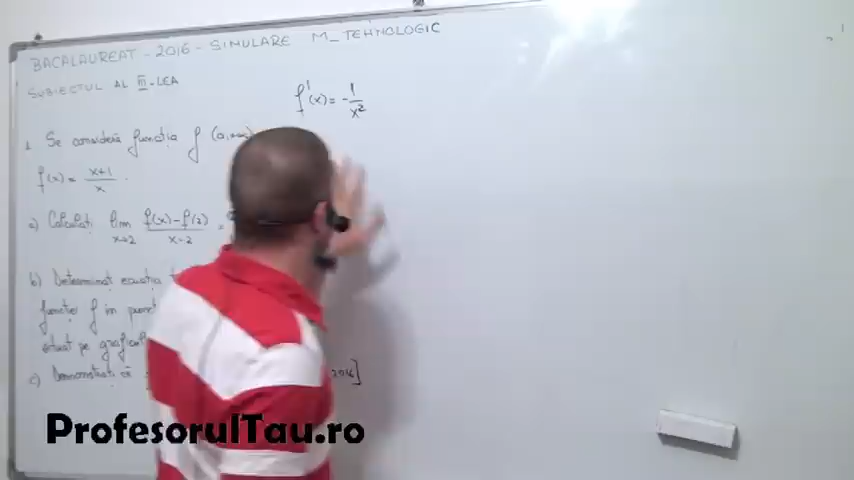 BACALAUREAT - 2016 - SIMULARE M_TEHNOLOGIC
SUBIECTUL AL III-LEA
f'(x) = -1/x²
1. Se consideră funcția f (0,+∞)
f(x) = x+1/x.
a) Calculați lim x→2 f(x)-f(2)/x-2 =
b) Determinați ecuația
funcției f în punct
situat pe grafic
c) Demonstrați că 2016]
ProfesorulTau.ro